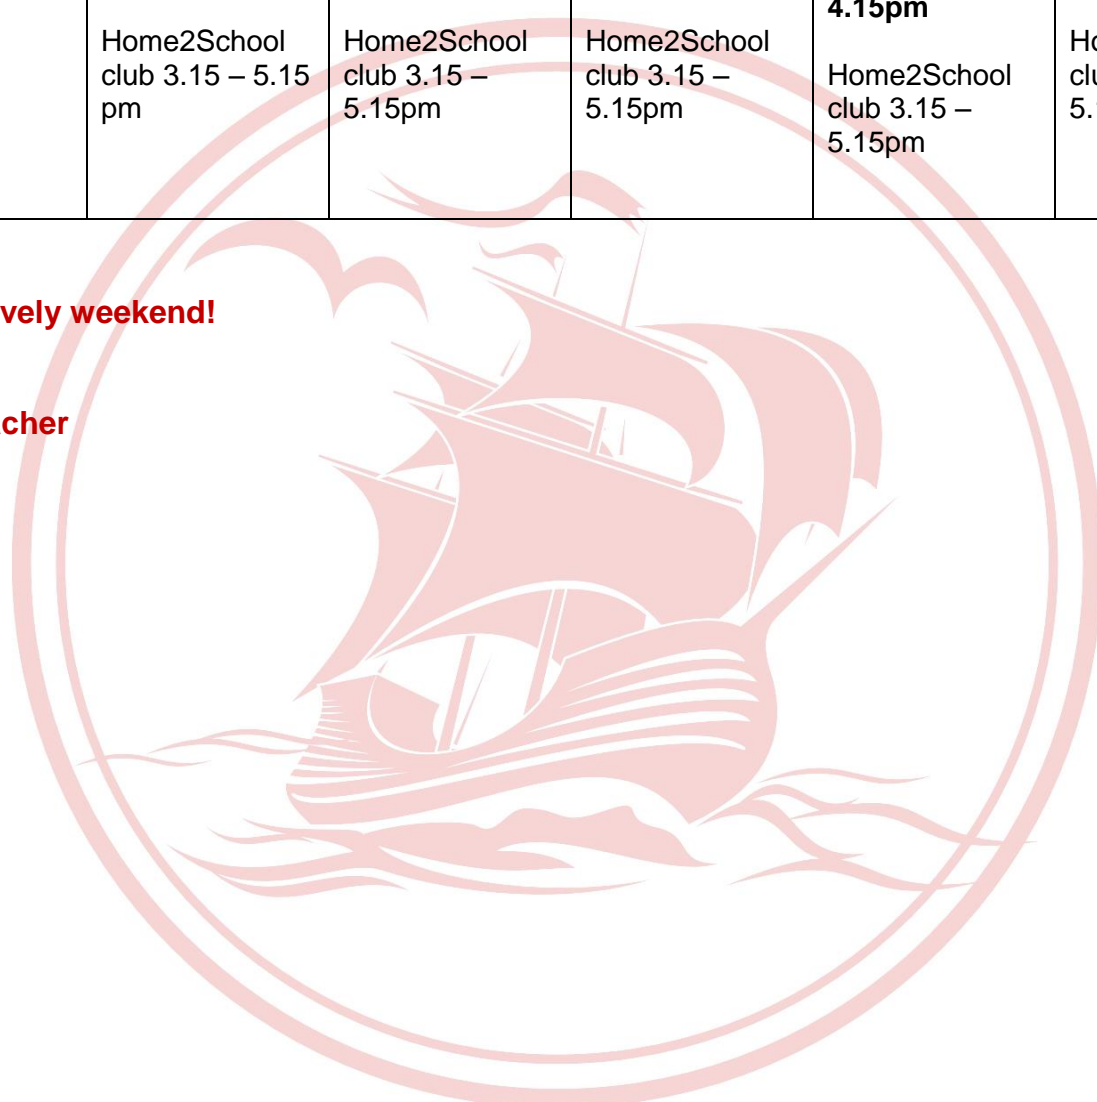 4.15pm
Home2School
club 3.15 – 5.15
pm
Home2School
club 3.15 –
5.15pm
Home2School
club 3.15 –
5.15pm
Home2School
club 3.15 –
5.15pm
vely weekend!
cher